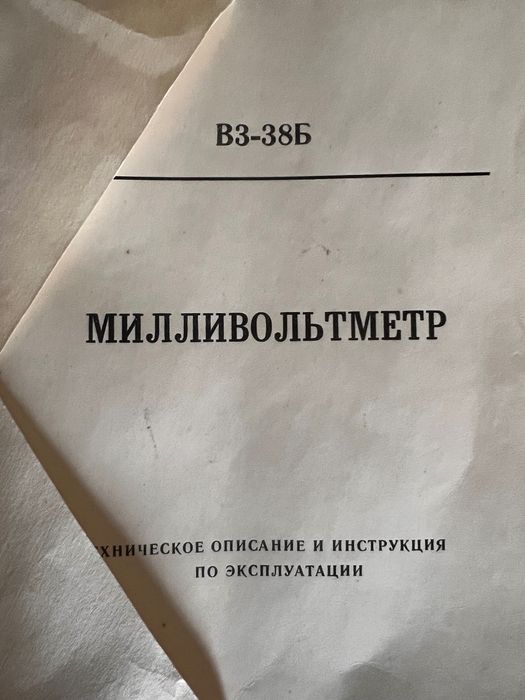 В3-38Б
МИЛЛИВОЛЬТМЕТР
ХНИЧЕСКОЕ ОПИСАНИЕ И ИНСТРУКЦИЯ
ПО ЭКСПЛУАТАЦИИ